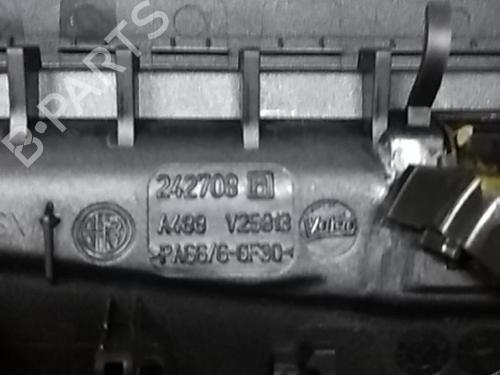 B-PARTS
242708 H
A489 V25813
>PA66/6-GF30<
Valeo